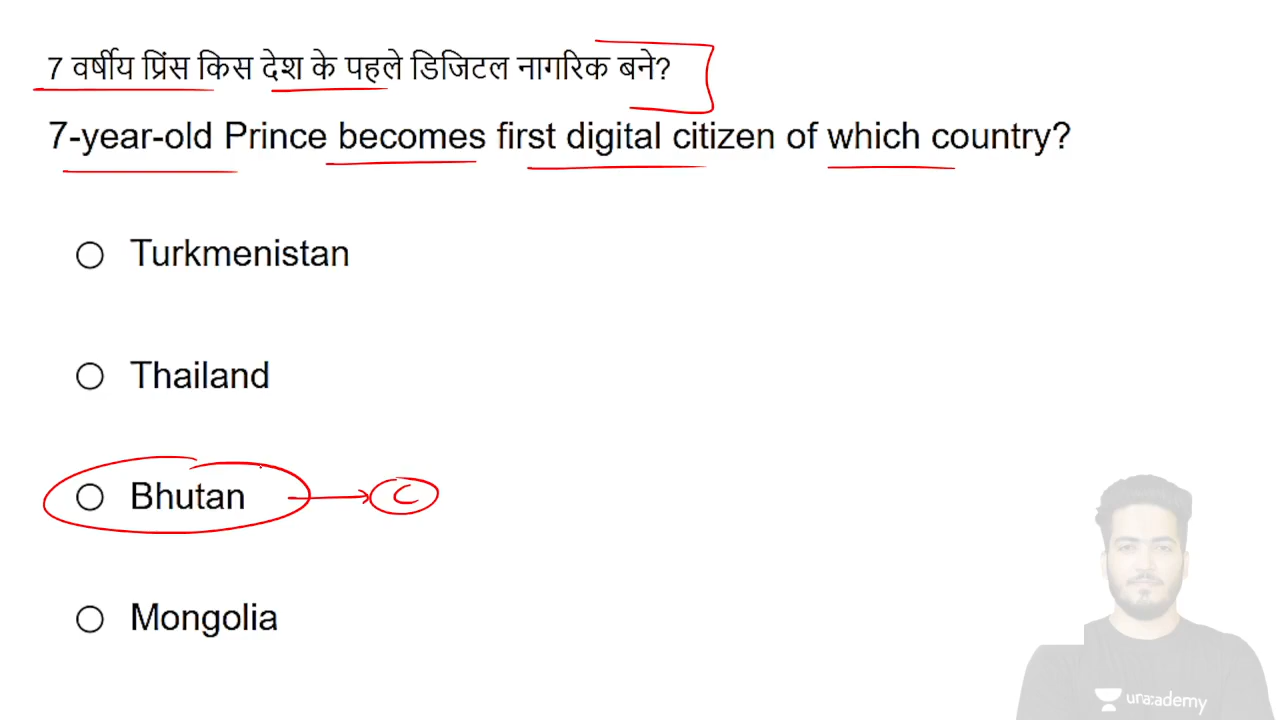 7 वर्षीय प्रिंस किस देश के पहले डिजिटल नागरिक बने?
7-year-old Prince becomes first digital citizen of which country?
Turkmenistan
Thailand
Bhutan
C
Mongolia
unacademy